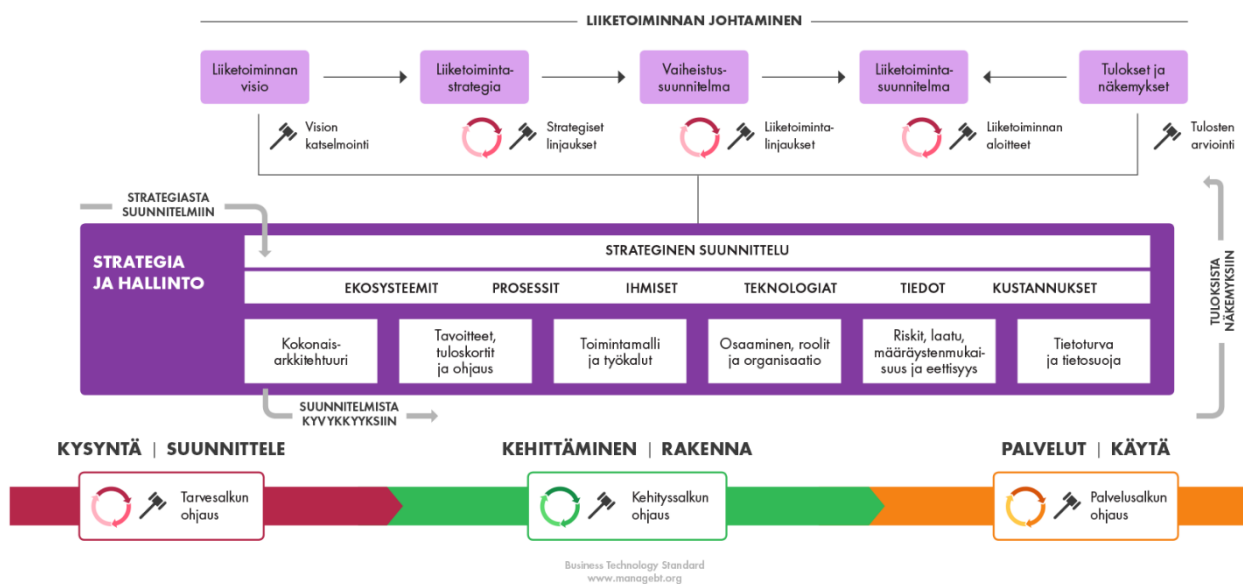 LIIKETOIMINNAN JOHTAMINEN
Liiketoiminnan
visio
Liiketoiminta-
strategia
Vaiheistus-
suunnitelma
Liiketoiminta-
suunnitelma
Tulokset ja
näkemykset
Vision
katselmointi
Strategiset
linjaukset
Liiketoiminta-
linjaukset
Liiketoiminnan
aloitteet
Tulosten
arviointi
STRATEGIASTA
SUUNNITELMIIN
STRATEGIA
JA HALLINTO
STRATEGINEN SUUNNITTELU
EKOSYSTEEMIT
PROSESSIT
IHMISET
TEKNOLOGIAT
TIEDOT
KUSTANNUKSET
Kokonais-
arkkitehtuuri
Tavoitteet,
tuloskortit
ja ohjaus
Toimintamalli
ja työkalut
Osaaminen, roolit
ja organisaatio
Riskit, laatu,
määräystenmukai-
suus ja eettisyys
Tietoturva
ja tietosuoja
TULOKSISTA
NÄKEMYKSIIN
SUUNNITELMISTA
KYVYKKYYKSIIN
KYSYNTÄ | SUUNNITTELE
KEHITTÄMINEN | RAKENNA
PALVELUT | KÄYTÄ
Tarvesalkun
ohjaus
Kehityssalkun
ohjaus
Palvelusalkun
ohjaus
Business Technology Standard
www.managebt.org